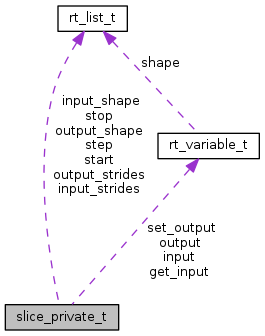 rt_list_t
shape
input_shape
stop
output_shape
step
start
output_strides
input_strides
rt_variable_t
set_output
output
input
get_input
slice_private_t